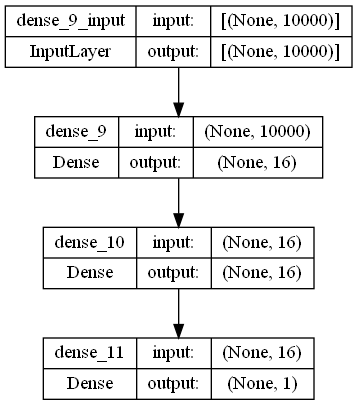 dense_9_input input: [(None, 10000)]
InputLayer output: [(None, 10000)]
dense_9 input: (None, 10000)
Dense output: (None, 16)
dense_10 input: (None, 16)
Dense output: (None, 16)
dense_11 input: (None, 16)
Dense output: (None, 1)